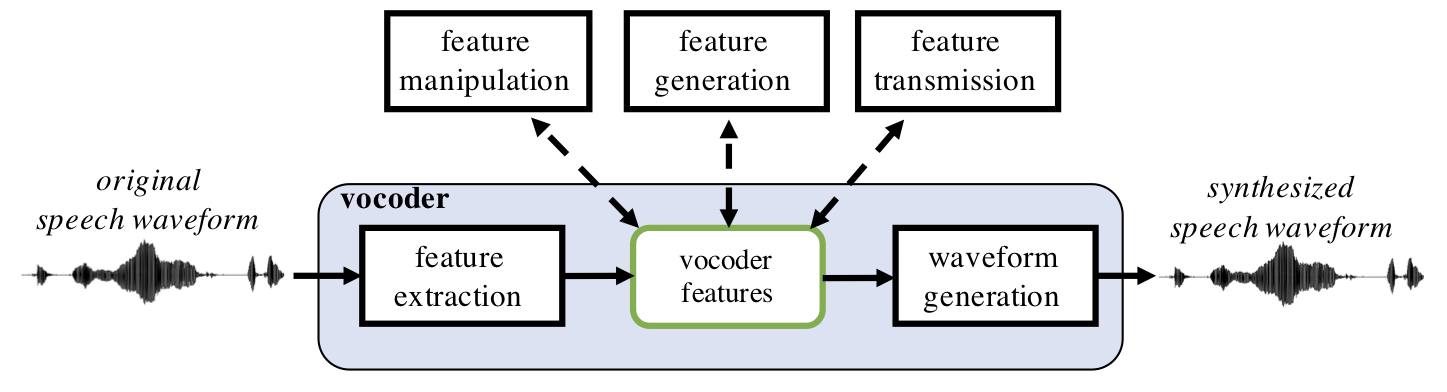 feature
manipulation
feature
generation
feature
transmission
original
speech waveform
vocoder
synthesized
speech waveform
feature
extraction
vocoder
features
waveform
generation